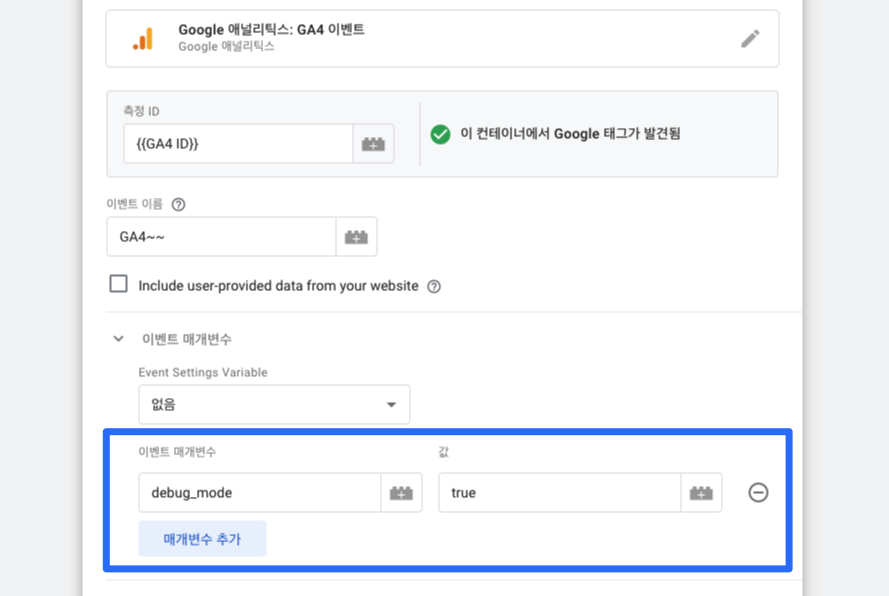 Google 애널리틱스: GA4 이벤트
Google 애널리틱스
측정 ID
{{GA4 ID}}
이 컨테이너에서 Google 태그가 발견됨
이벤트 이름
GA4~~
Include user-provided data from your website
이벤트 매개변수
Event Settings Variable
없음
이벤트 매개변수 값
debug_mode true
매개변수 추가